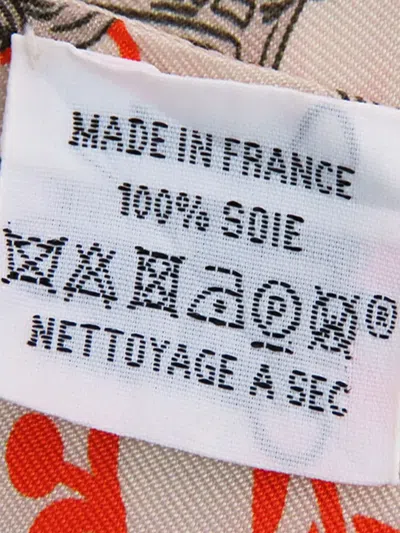 MADE IN FRANCE
100% SOIE
P ®
NETTOYAGE A SEC